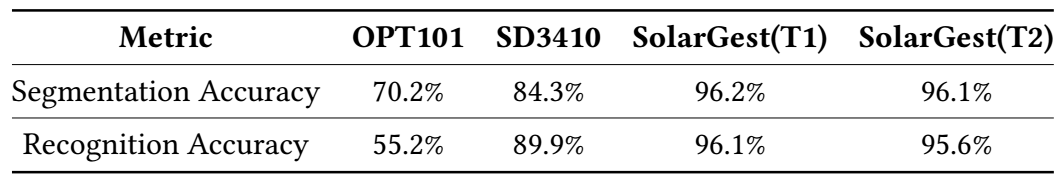 Metric OPT101 SD3410 SolarGest(T1) SolarGest(T2)
Segmentation Accuracy 70.2% 84.3% 96.2% 96.1%
Recognition Accuracy 55.2% 89.9% 96.1% 95.6%